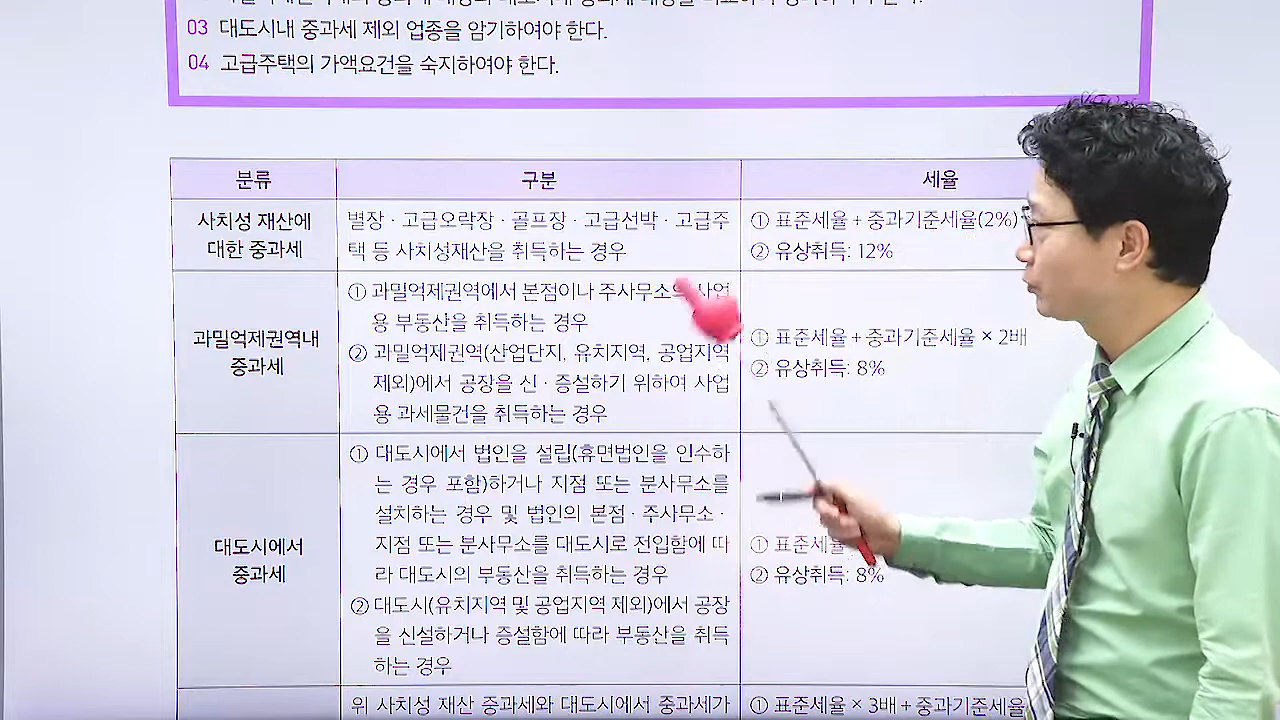 03 대도시내 중과세 제외 업종을 암기하여야 한다.
04 고급주택의 가액요건을 숙지하여야 한다.
분류 구분 세율
사치성 재산에
대한 중과세
별장 · 고급오락장 · 골프장 · 고급선박 · 고급주
택 등 사치성재산을 취득하는 경우
① 표준세율 + 중과기준세율(2%)
② 유상취득: 12%
과밀억제권역내
중과세
① 과밀억제권역에서 본점이나 주사무소의 사업
용 부동산을 취득하는 경우
② 과밀억제권역(산업단지, 유치지역, 공업지역
제외)에서 공장을 신 · 증설하기 위하여 사업
용 과세물건을 취득하는 경우
① 표준세율 + 중과기준세율 × 2배
② 유상취득: 8%
대도시에서
중과세
① 대도시에서 법인을 설립(휴면법인을 인수하
는 경우 포함)하거나 지점 또는 분사무소를
설치하는 경우 및 법인의 본점 · 주사무소 ·
지점 또는 분사무소를 대도시로 전입함에 따
라 대도시의 부동산을 취득하는 경우
② 대도시(유치지역 및 공업지역 제외)에서 공장
을 신설하거나 증설함에 따라 부동산을 취득
하는 경우
① 표준세율
② 유상취득: 8%
위 사치성 재산 중과세와 대도시에서 중과세가
① 표준세율 × 3배 + 중과기준세율